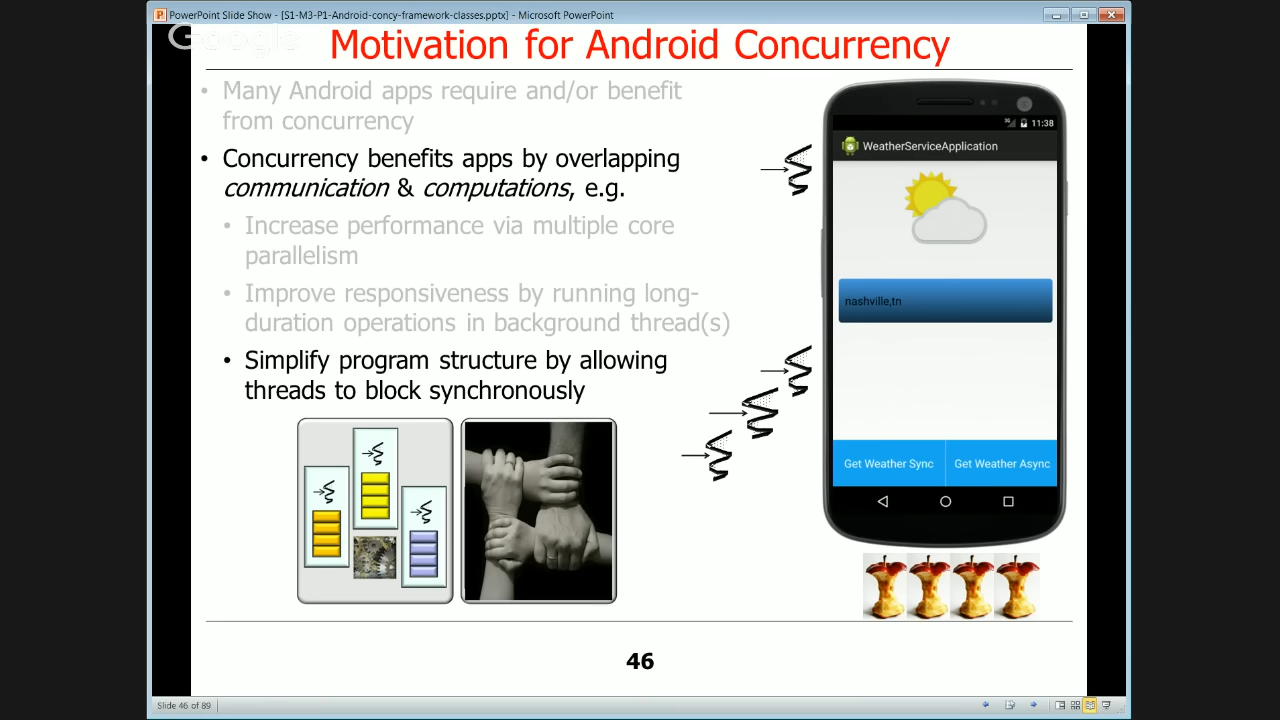 PowerPoint Slide Show - [S1-M3-P1-Android-concy-framework-classes.pptx] - Microsoft PowerPoint
Google
Motivation for Android Concurrency
• Many Android apps require and/or benefit
from concurrency
• Concurrency benefits apps by overlapping
communication & computations, e.g.
• Increase performance via multiple core
parallelism
• Improve responsiveness by running long-
duration operations in background thread(s)
• Simplify program structure by allowing
threads to block synchronously
3G 11:38
WeatherServiceApplication
nashville,tn
Get Weather Sync
Get Weather Async
46
Slide 46 of 89